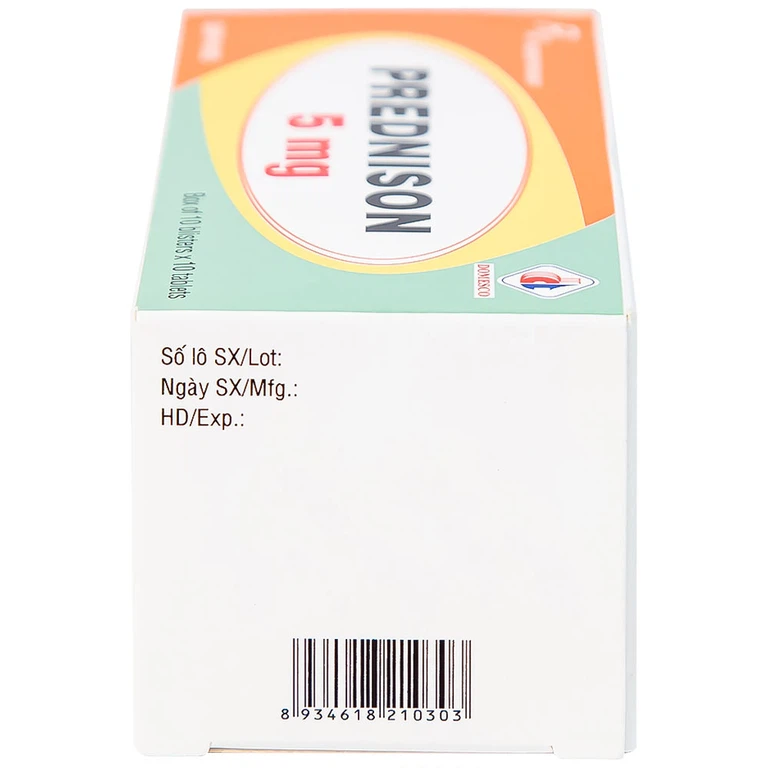 PREDNISON
5 mg
Box of 10 blisters x 10 tablets
DOMESCO
Số lô SX/Lot:
Ngày SX/Mfg.:
HD/Exp.:
8 934618 210303